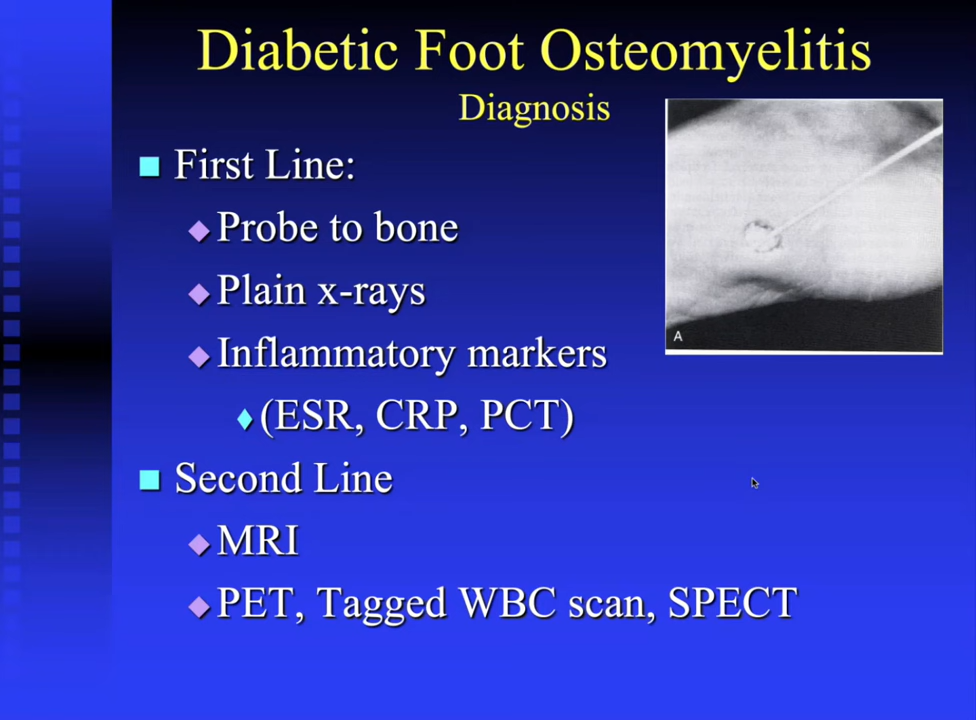 Diabetic Foot Osteomyelitis
Diagnosis
First Line:
Probe to bone
Plain x-rays
Inflammatory markers
(ESR, CRP, PCT)
Second Line
MRI
PET, Tagged WBC scan, SPECT
A